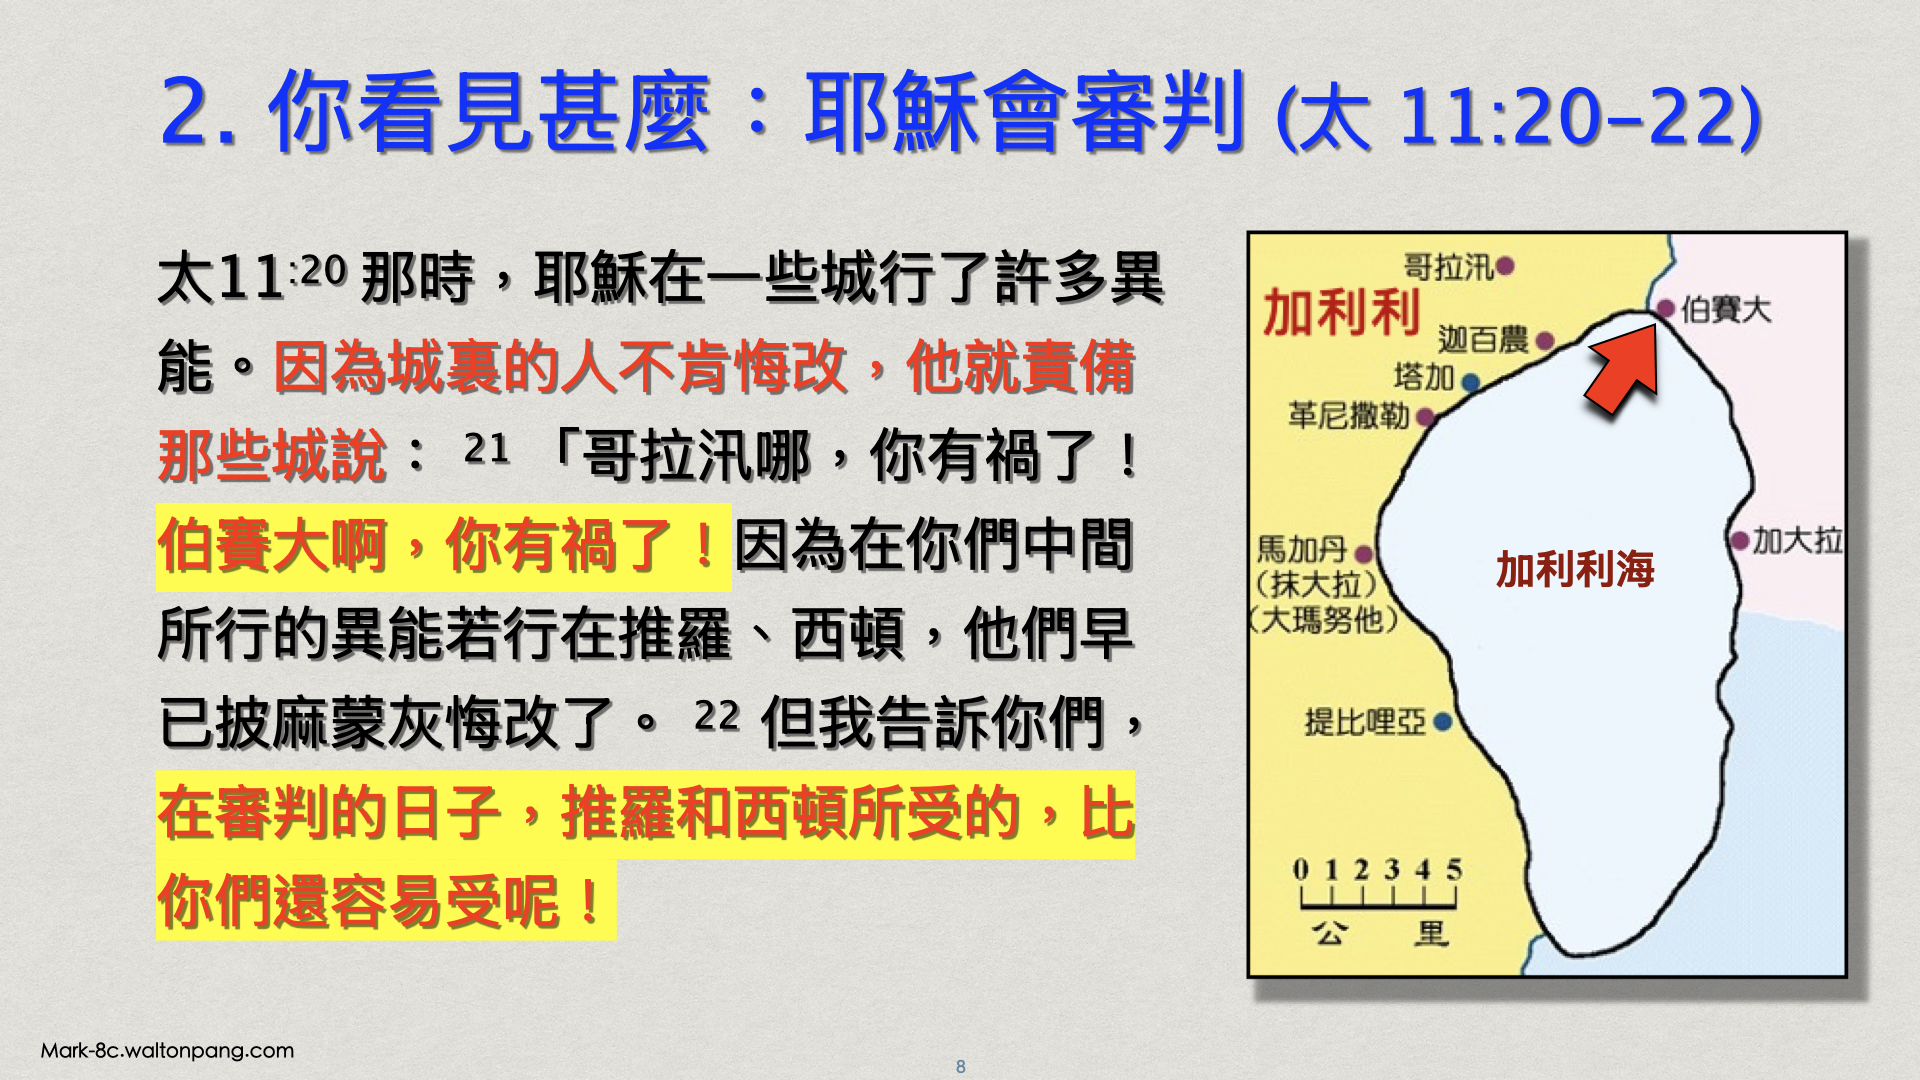 2. 你看見甚麼：耶穌會審判 (太 11:20-22)
太11:20 那時，耶穌在一些城行了許多異
能。因為城裏的人不肯悔改，他就責備
那些城說： 21 「哥拉汛哪，你有禍了！
伯賽大啊，你有禍了！因為在你們中間
所行的異能若行在推羅、西頓，他們早
已披麻蒙灰悔改了。 22 但我告訴你們，
在審判的日子，推羅和西頓所受的，比
你們還容易受呢！
哥拉汛
加利利
伯賽大
迦百農
塔加
革尼撒勒
馬加丹
（抹大拉）
（大瑪努他）
加利利海
加大拉
提比哩亞
0 1 2 3 4 5
公 里
Mark-8c.waltonpang.com
8